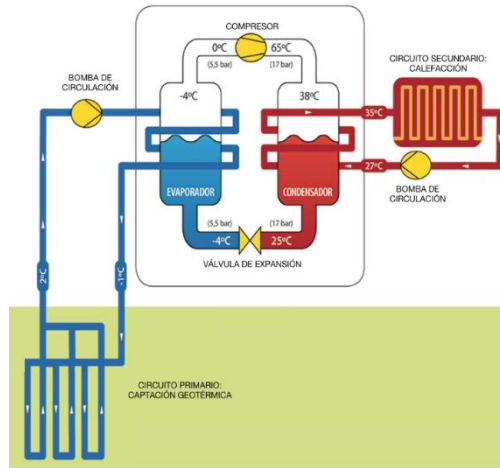 COMPRESOR
0ºC
65ºC
(5,5 bar)
(17 bar)
CIRCUITO SECUNDARIO:
CALEFACCIÓN
BOMBA DE
CIRCULACIÓN
-4ºC
38ºC
35ºC
27ºC
EVAPORADOR
CONDENSADOR
BOMBA DE
CIRCULACIÓN
(5,5 bar)
(17 bar)
-4ºC
25ºC
VÁLVULA DE EXPANSIÓN
2ºC
-1ºC
CIRCUITO PRIMARIO:
CAPTACIÓN GEOTÉRMICA